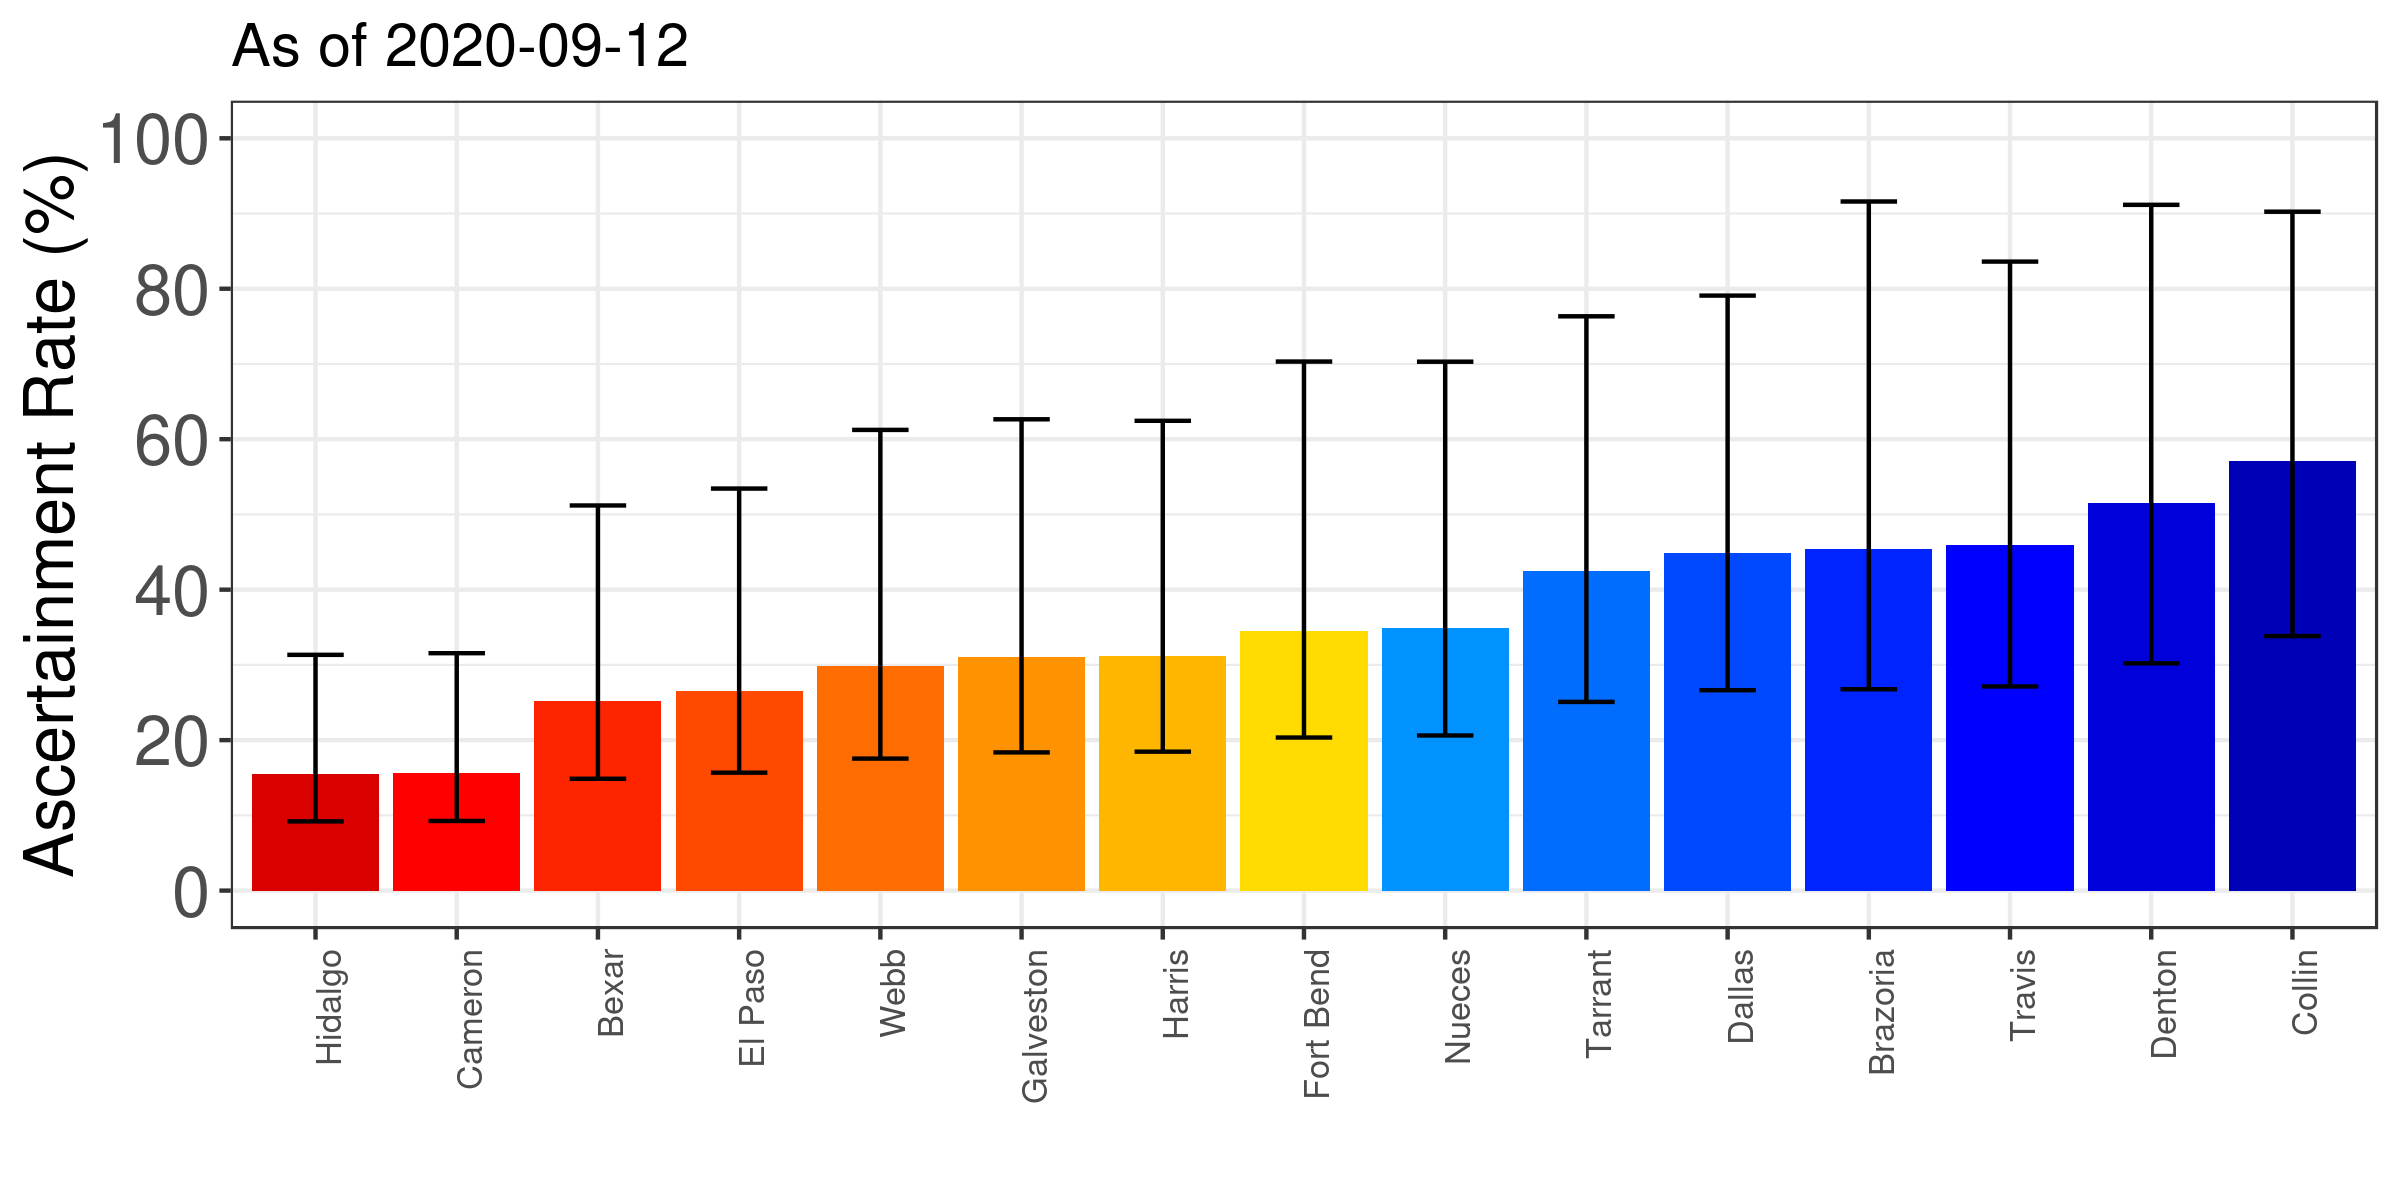 As of 2020-09-12
Ascertainment Rate (%)
100
80
60
40
20
0
Hidalgo
Cameron
Bexar
El Paso
Webb
Galveston
Harris
Fort Bend
Nueces
Tarrant
Dallas
Brazoria
Travis
Denton
Collin